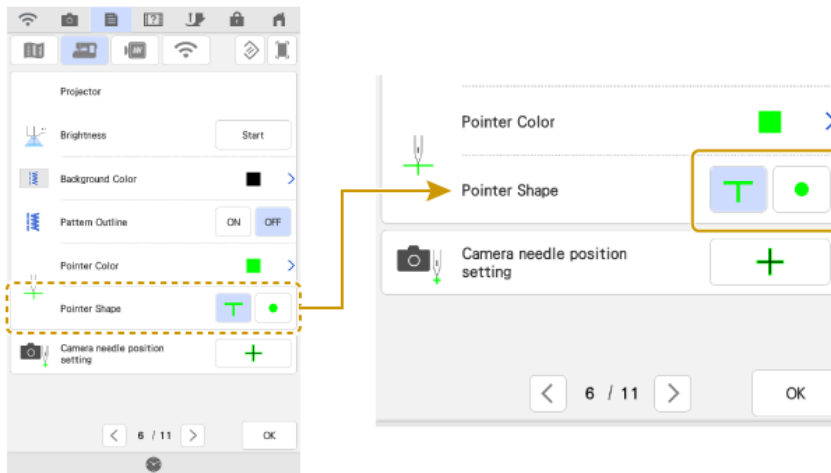 Projector
Brightness
Start
Background Color
Pattern Outline
ON
OFF
Pointer Color
Pointer Shape
Camera needle position
setting
6 / 11
OK
Pointer Color
Pointer Shape
Camera needle position
setting
6 / 11
OK